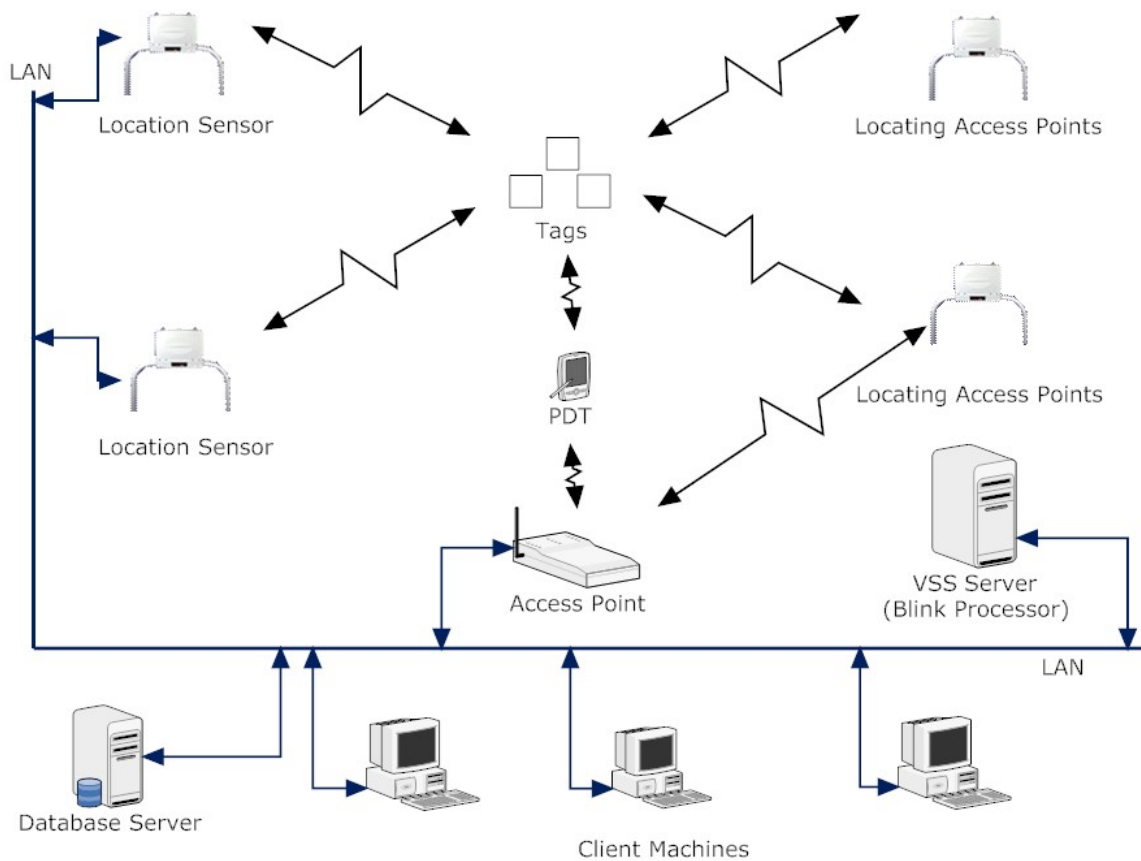 LAN
Location Sensor
Locating Access Points
Tags
Location Sensor
PDT
Locating Access Points
Access Point
VSS Server
(Blink Processor)
LAN
Database Server
Client Machines